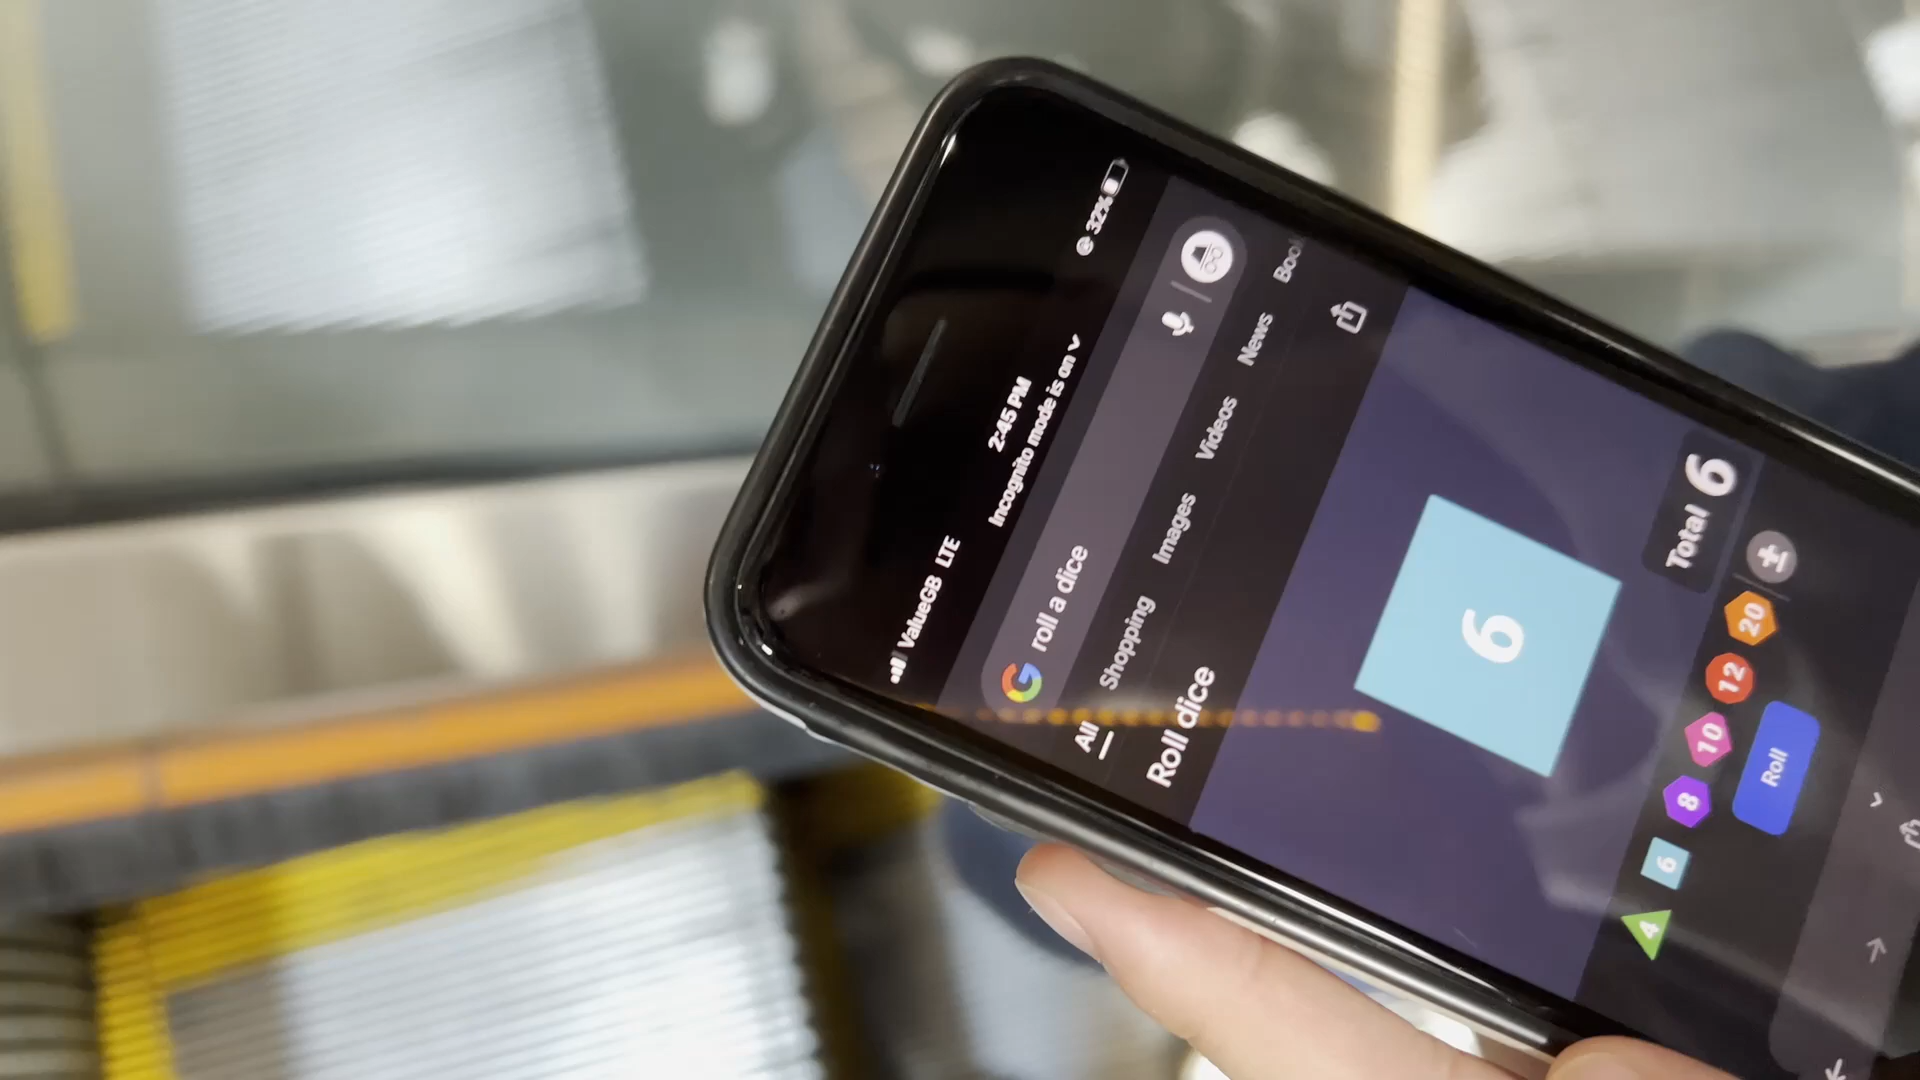 ValueGB LTE 2:45 PM 32%
Incognito mode is on
roll a dice
All Shopping Images Videos News Book
Roll dice
6
Total 6
4 6 8 10 12 20 ±
Roll